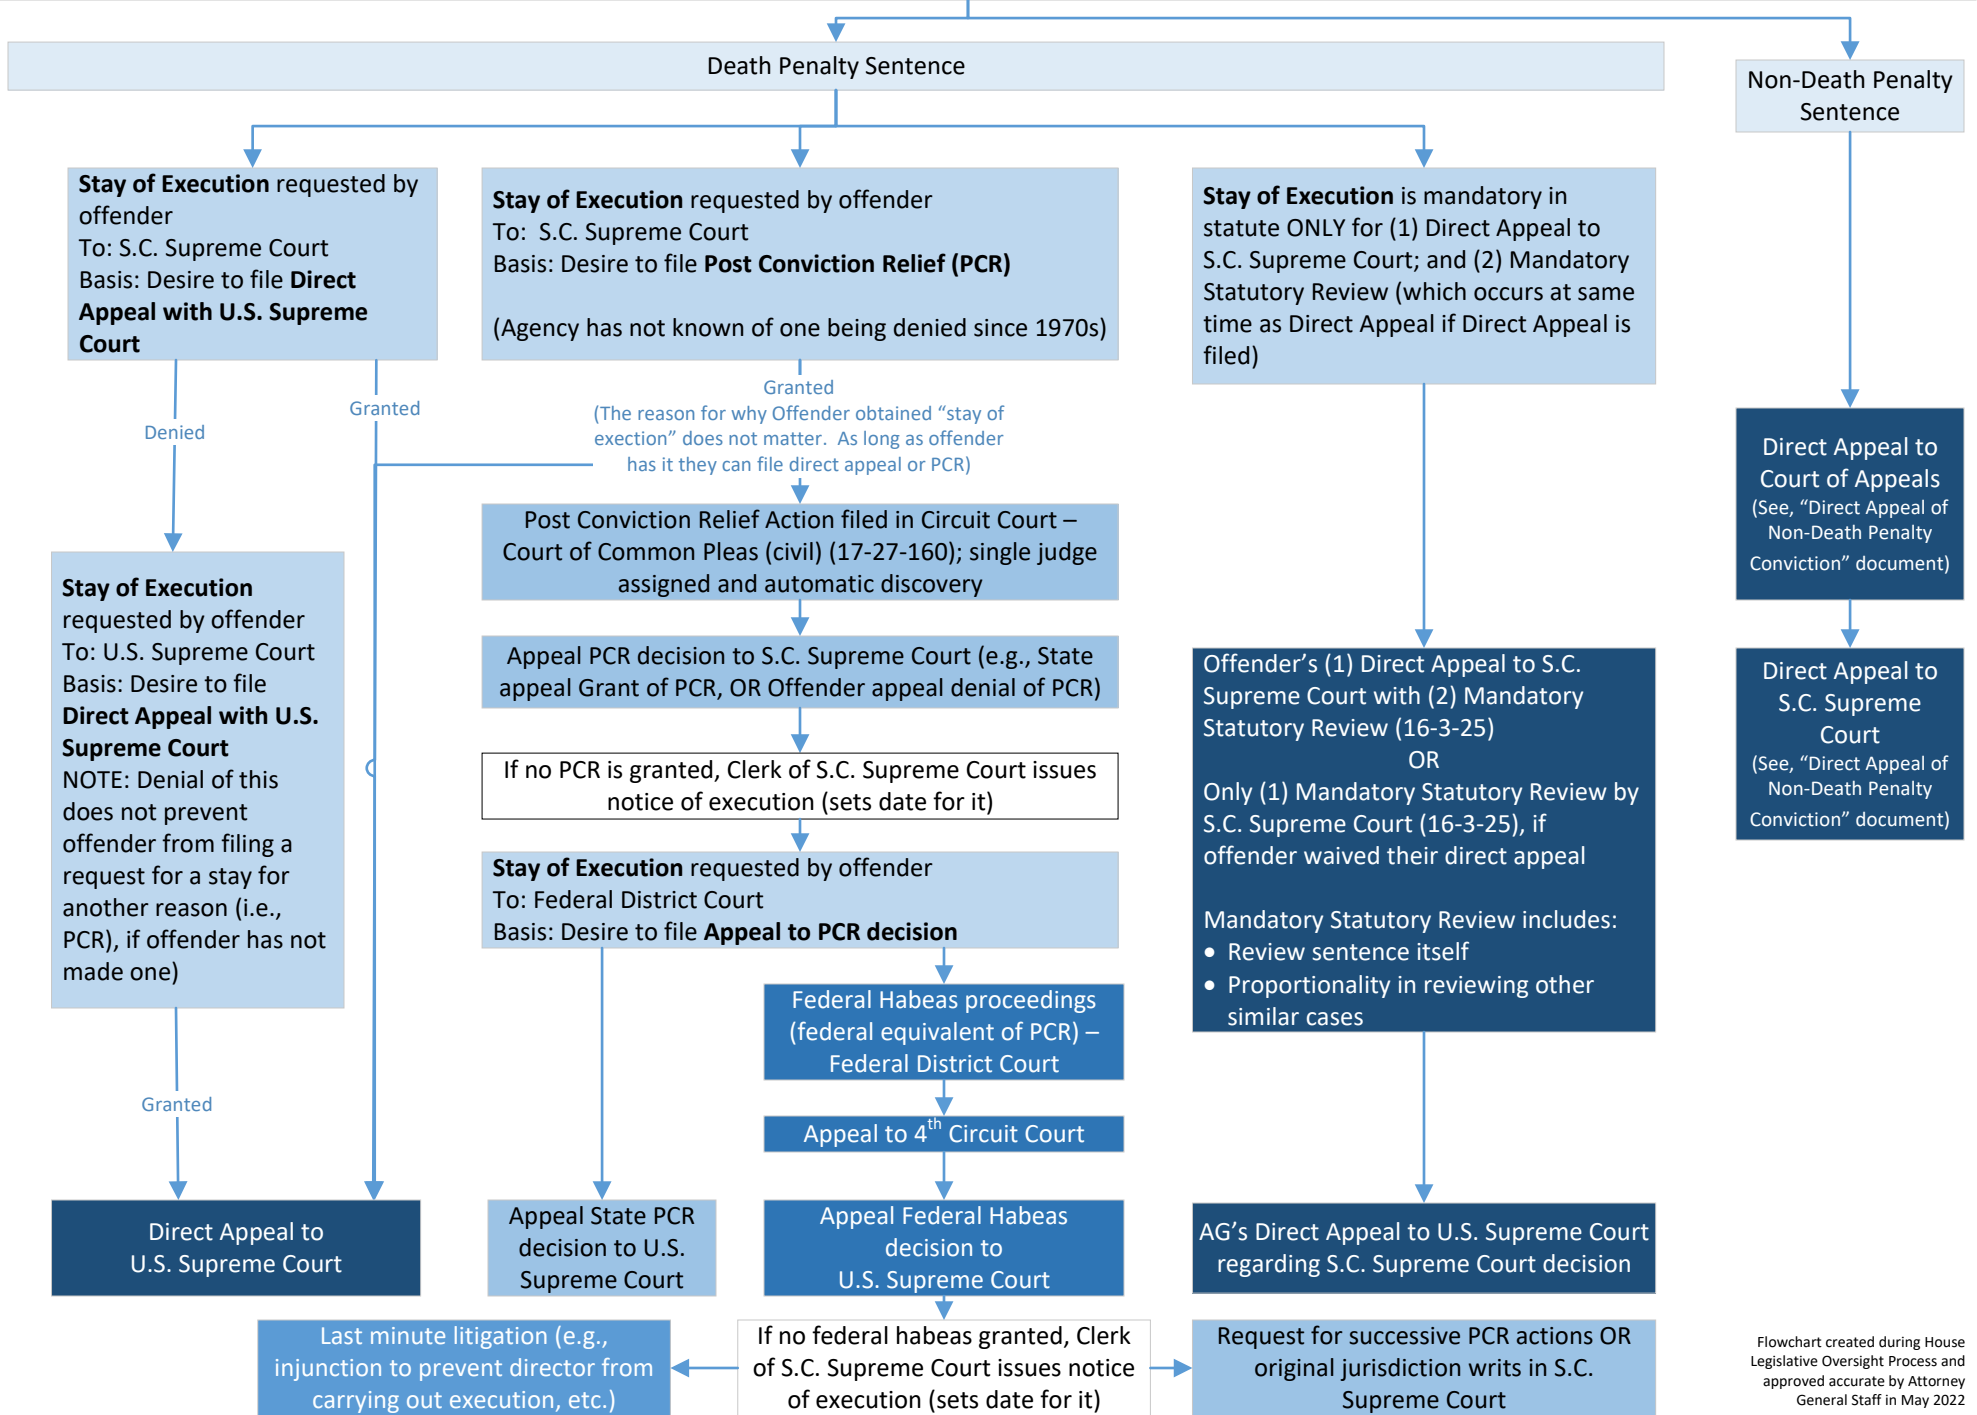 Death Penalty Sentence
Non-Death Penalty
Sentence
Stay of Execution requested by
offender
To: S.C. Supreme Court
Basis: Desire to file Direct
Appeal with U.S. Supreme
Court
Stay of Execution requested by offender
To:  S.C. Supreme Court
Basis: Desire to file Post Conviction Relief (PCR)
(Agency has not known of one being denied since 1970s)
Stay of Execution is mandatory in
statute ONLY for (1) Direct Appeal to
S.C. Supreme Court; and (2) Mandatory
Statutory Review (which occurs at same
time as Direct Appeal if Direct Appeal is
filed)
Denied
Granted
Granted
(The reason for why Offender obtained “stay of
exection” does not matter.  As long as offender
has it they can file direct appeal or PCR)
Direct Appeal to
Court of Appeals
(See, “Direct Appeal of
Non-Death Penalty
Conviction” document)
Post Conviction Relief Action filed in Circuit Court –
Court of Common Pleas (civil) (17-27-160); single judge
assigned and automatic discovery
Stay of Execution
requested by offender
To: U.S. Supreme Court
Basis: Desire to file
Direct Appeal with U.S.
Supreme Court
NOTE: Denial of this
does not prevent
offender from filing a
request for a stay for
another reason (i.e.,
PCR), if offender has not
made one)
Appeal PCR decision to S.C. Supreme Court (e.g., State
appeal Grant of PCR, OR Offender appeal denial of PCR)
Offender’s (1) Direct Appeal to S.C.
Supreme Court with (2) Mandatory
Statutory Review (16-3-25)
OR
Only (1) Mandatory Statutory Review by
S.C. Supreme Court (16-3-25), if
offender waived their direct appeal
Mandatory Statutory Review includes:
• Review sentence itself
• Proportionality in reviewing other
similar cases
Direct Appeal to
S.C. Supreme
Court
(See, “Direct Appeal of
Non-Death Penalty
Conviction” document)
If no PCR is granted, Clerk of S.C. Supreme Court issues
notice of execution (sets date for it)
Stay of Execution requested by offender
To: Federal District Court
Basis: Desire to file Appeal to PCR decision
Federal Habeas proceedings
(federal equivalent of PCR) –
Federal District Court
Granted
Appeal to 4th Circuit Court
Direct Appeal to
U.S. Supreme Court
Appeal State PCR
decision to U.S.
Supreme Court
Appeal Federal Habeas
decision to
U.S. Supreme Court
AG’s Direct Appeal to U.S. Supreme Court
regarding S.C. Supreme Court decision
Last minute litigation (e.g.,
injunction to prevent director from
carrying out execution, etc.)
If no federal habeas granted, Clerk
of S.C. Supreme Court issues notice
of execution (sets date for it)
Request for successive PCR actions OR
original jurisdiction writs in S.C.
Supreme Court
Flowchart created during House
Legislative Oversight Process and
approved accurate by Attorney
General Staff in May 2022